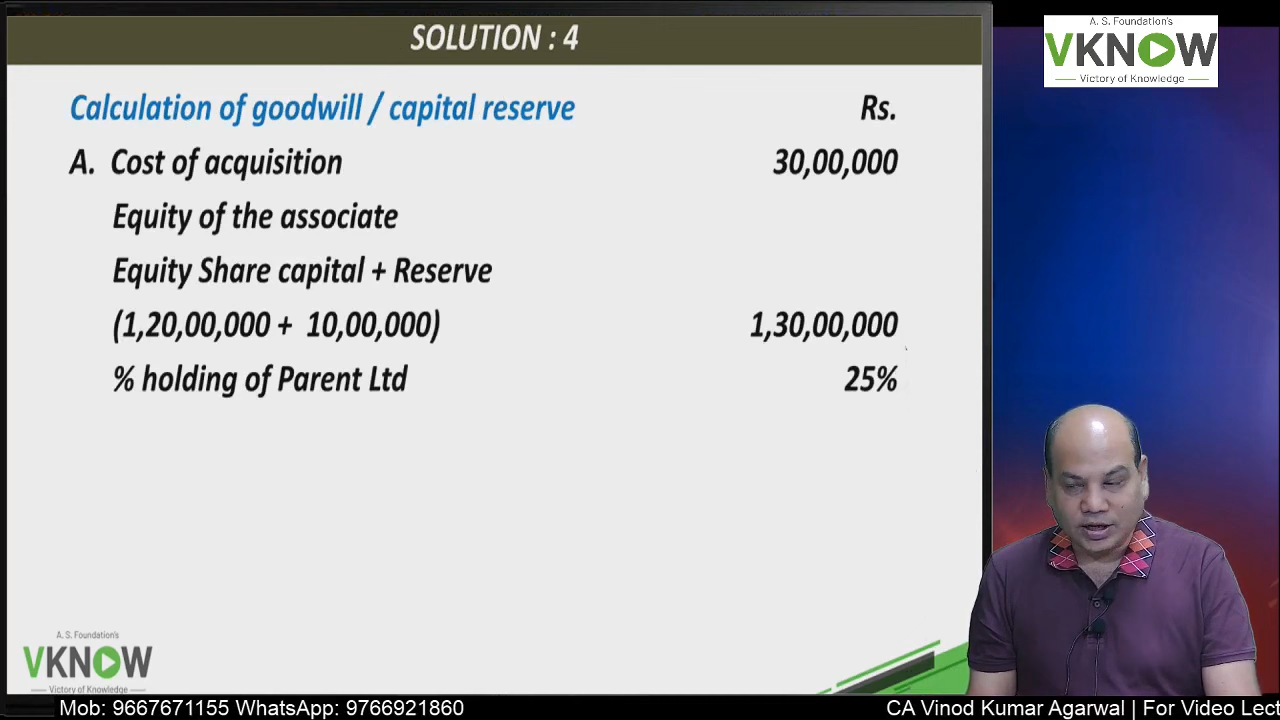 SOLUTION : 4
A. S. Foundation's
VKNOW
Victory of Knowledge
Calculation of goodwill / capital reserve Rs.
A. Cost of acquisition 30,00,000
Equity of the associate
Equity Share capital + Reserve
(1,20,00,000 + 10,00,000) 1,30,00,000
% holding of Parent Ltd 25%
A. S. Foundation's
VKNOW
Victory of Knowledge
Mob: 9667671155 WhatsApp: 9766921860 CA Vinod Kumar Agarwal | For Video Lect